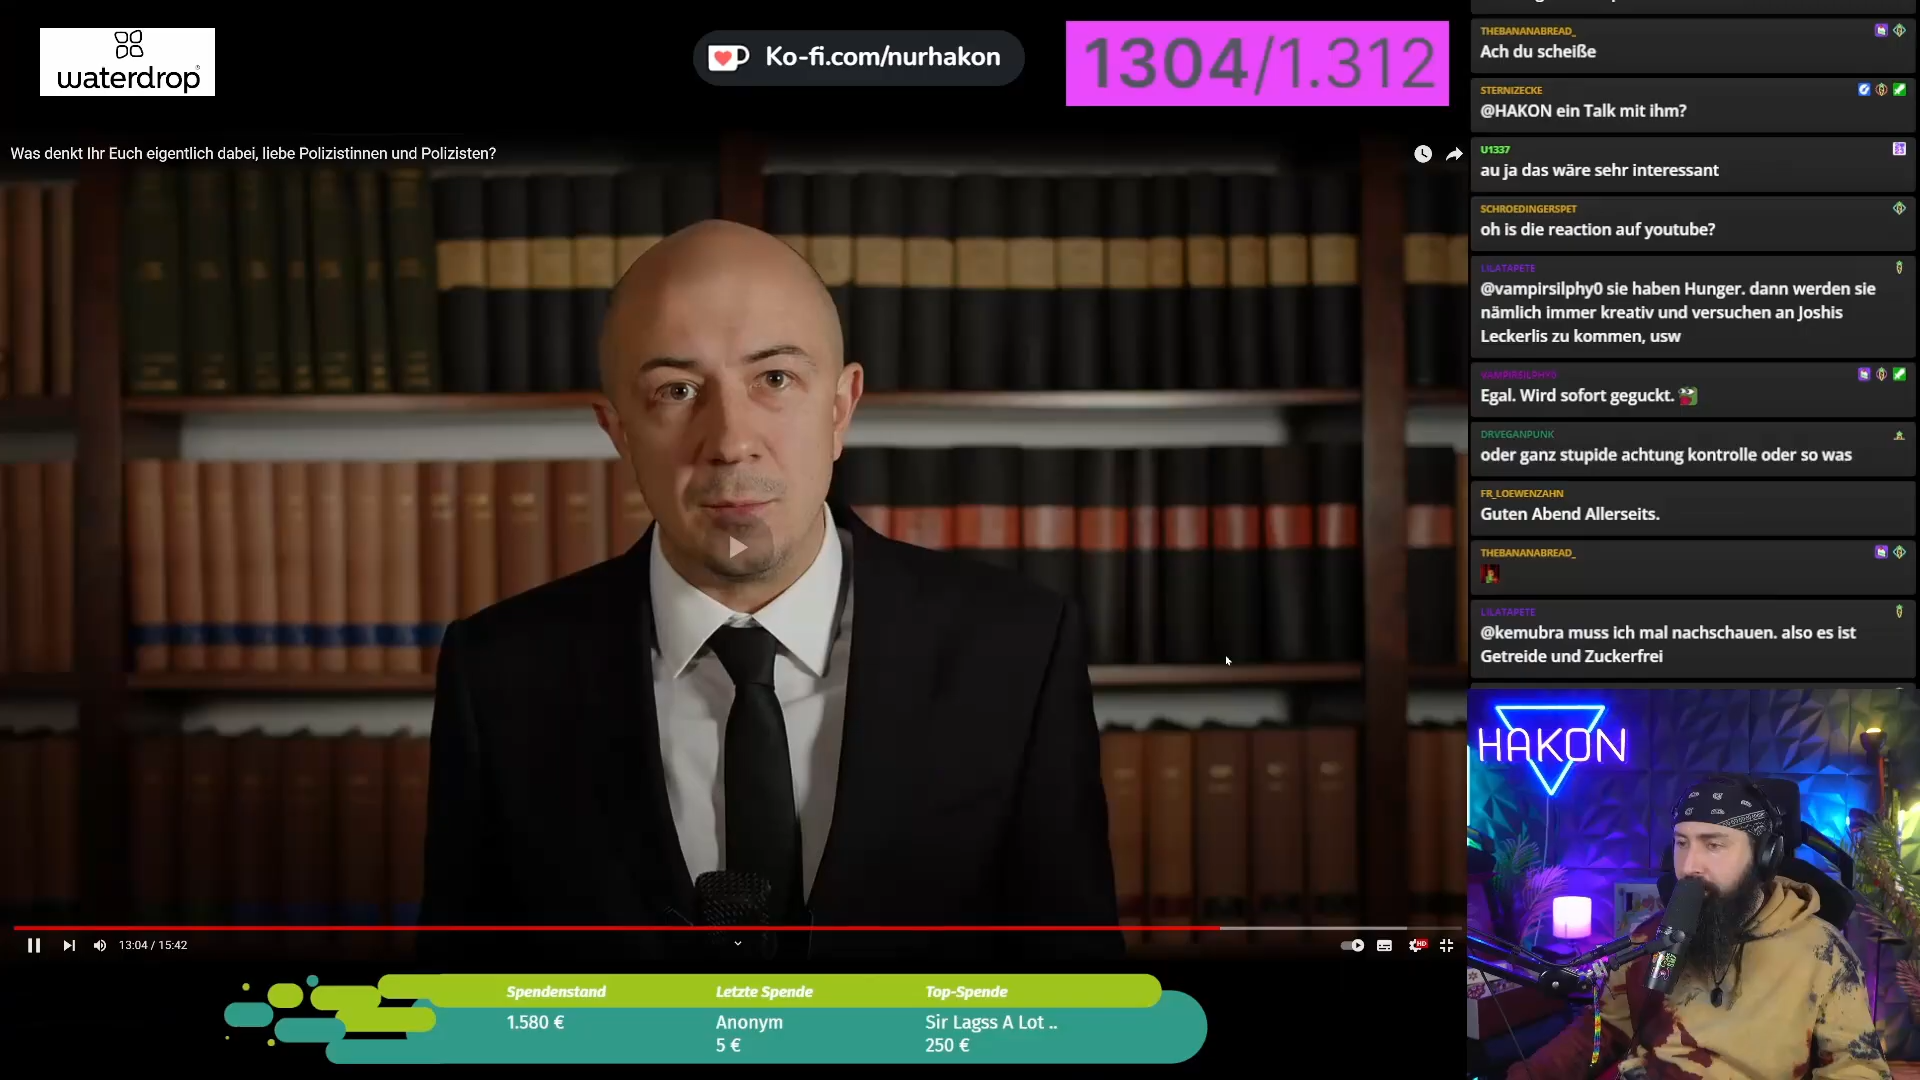 waterdrop
Ko-fi.com/nurhakon
1304/1.312
Was denkt Ihr Euch eigentlich dabei, liebe Polizistinnen und Polizisten?
THEBANANABREAD_
Ach du scheiße
STERNIZECKE
@HAKON ein Talk mit ihm?
U1337
au ja das wäre sehr interessant
SCHROEDINGERSPET
oh is die reaction auf youtube?
LILATAPETE
@vampirsilphy0 sie haben Hunger. dann werden sie
nämlich immer kreativ und versuchen an Joshis
Leckerlis zu kommen, usw
VAMPIRSILPHY0
Egal. Wird sofort geguckt.
DRVEGANPUNK
oder ganz stupide achtung kontrolle oder so was
FR_LOEWENZAHN
Guten Abend Allerseits.
THEBANANABREAD_
LILATAPETE
@kemubra muss ich mal nachschauen. also es ist
Getreide und Zuckerfrei
HAKON
13:04 / 15:42
HD
Spendenstand
1.580 €
Letzte Spende
Anonym
5 €
Top-Spende
Sir Lagss A Lot ..
250 €